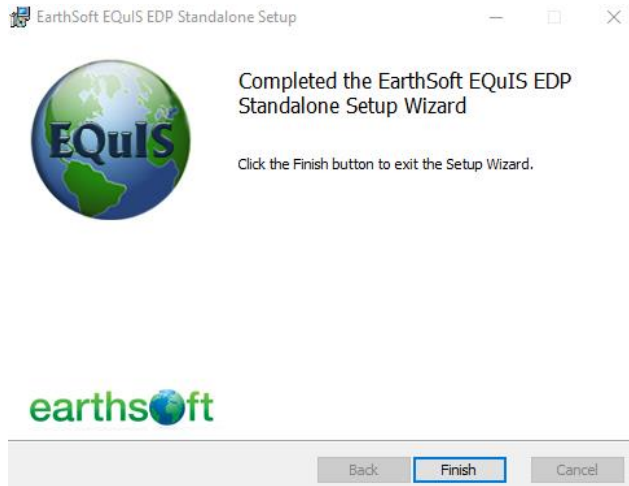 EarthSoft EQuIS EDP Standalone Setup
EQuIS
Completed the EarthSoft EQuIS EDP
Standalone Setup Wizard
Click the Finish button to exit the Setup Wizard.
earthsoft
Back Finish Cancel